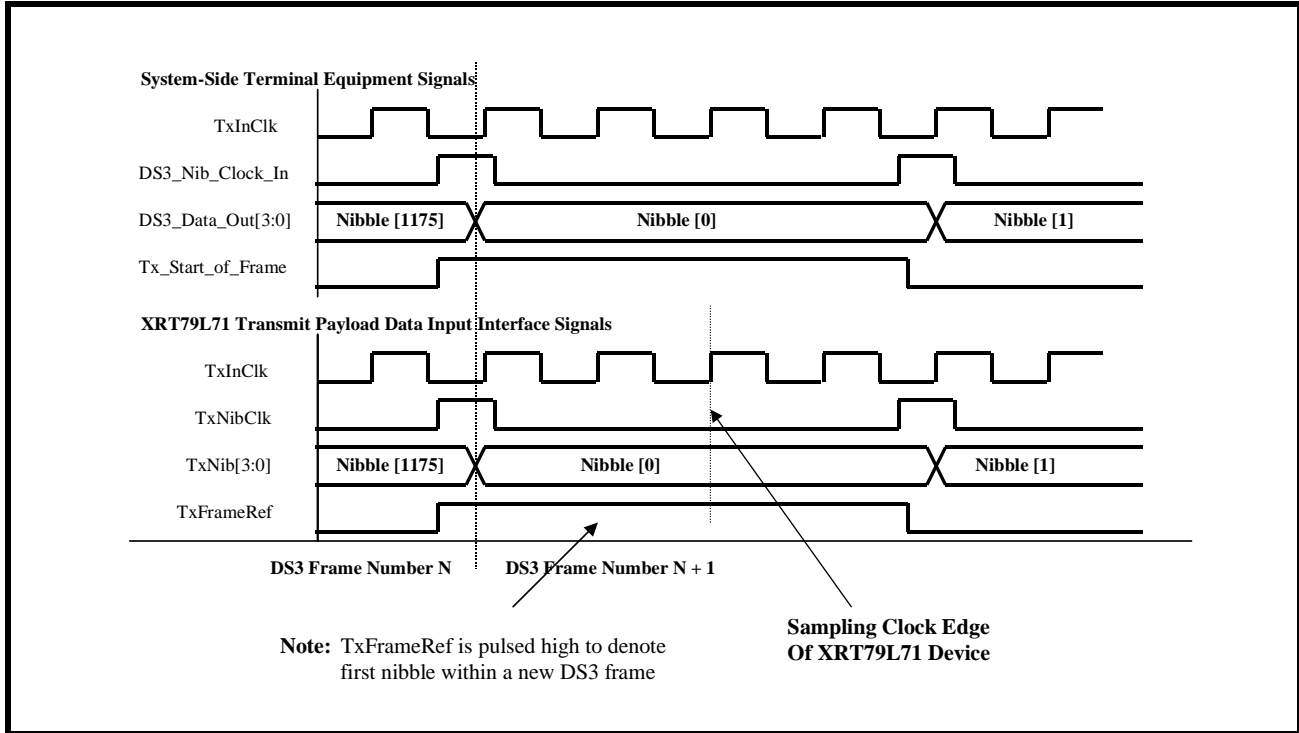 System-Side Terminal Equipment Signals
TxInClk
DS3_Nib_Clock_In
DS3_Data_Out[3:0] Nibble [1175] Nibble [0] Nibble [1]
Tx_Start_of_Frame
XRT79L71 Transmit Payload Data Input Interface Signals
TxInClk
TxNibClk
TxNib[3:0] Nibble [1175] Nibble [0] Nibble [1]
TxFrameRef
DS3 Frame Number N DS3 Frame Number N + 1
Note: TxFrameRef is pulsed high to denote
first nibble within a new DS3 frame
Sampling Clock Edge
Of XRT79L71 Device